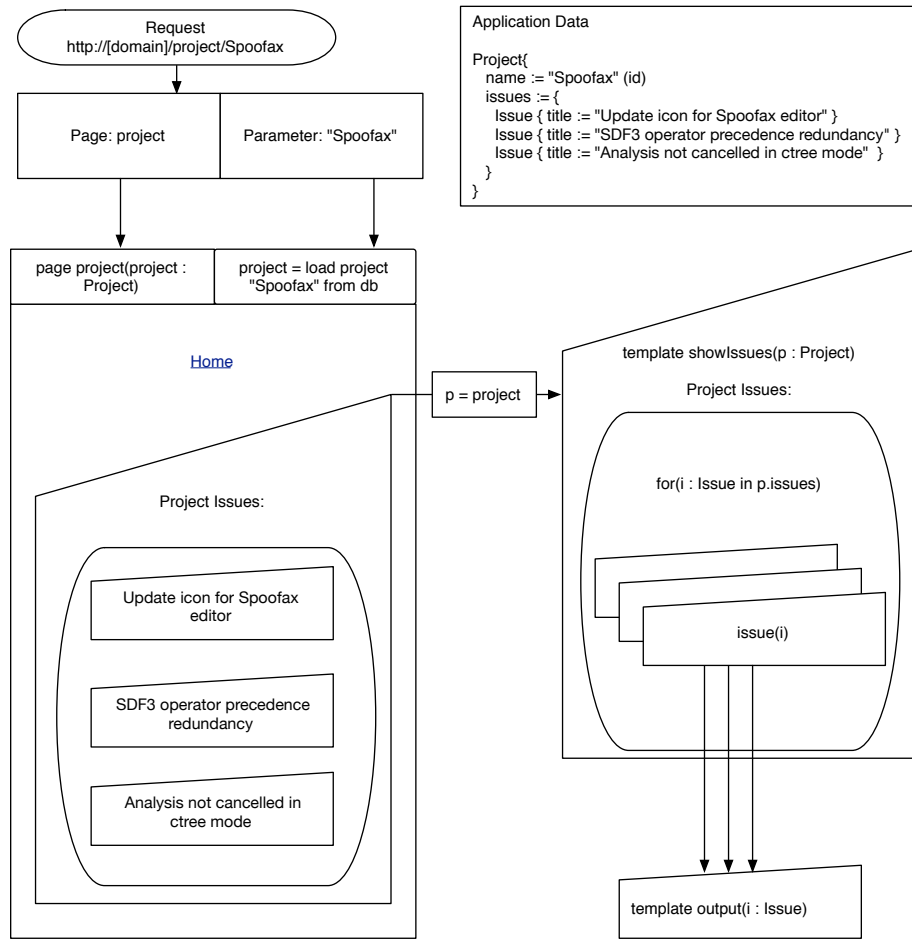 Request
http://[domain]/project/Spoofax
Page: project
Parameter: "Spoofax"
Application Data
Project{
name := "Spoofax" (id)
issues := {
Issue { title := "Update icon for Spoofax editor" }
Issue { title := "SDF3 operator precedence redundancy" }
Issue { title := "Analysis not cancelled in ctree mode" }
}
}
page project(project :
Project)
project = load project
"Spoofax" from db
Home
p = project
Project Issues:
Update icon for Spoofax
editor
SDF3 operator precedence
redundancy
Analysis not cancelled in
ctree mode
template showIssues(p : Project)
Project Issues:
for(i : Issue in p.issues)
issue(i)
template output(i : Issue)